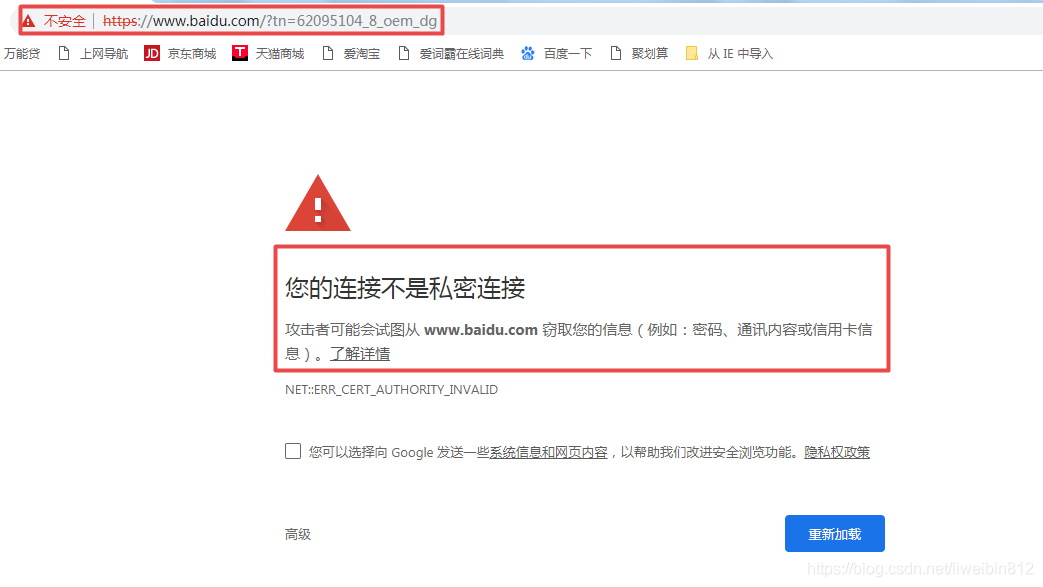 不安全 | https://www.baidu.com/?tn=62095104_8_oem_dg
万能贷 上网导航 JD 京东商城 T 天猫商城 爱淘宝 爱词霸在线词典 百度一下 聚划算 从 IE 中导入
您的连接不是私密连接
攻击者可能会试图从 www.baidu.com 窃取您的信息（例如：密码、通讯内容或信用卡信
息）。了解详情
NET::ERR_CERT_AUTHORITY_INVALID
您可以选择向 Google 发送一些系统信息和网页内容，以帮助我们改进安全浏览功能。隐私权政策
高级 重新加载
https://blog.csdn.net/liweibin812